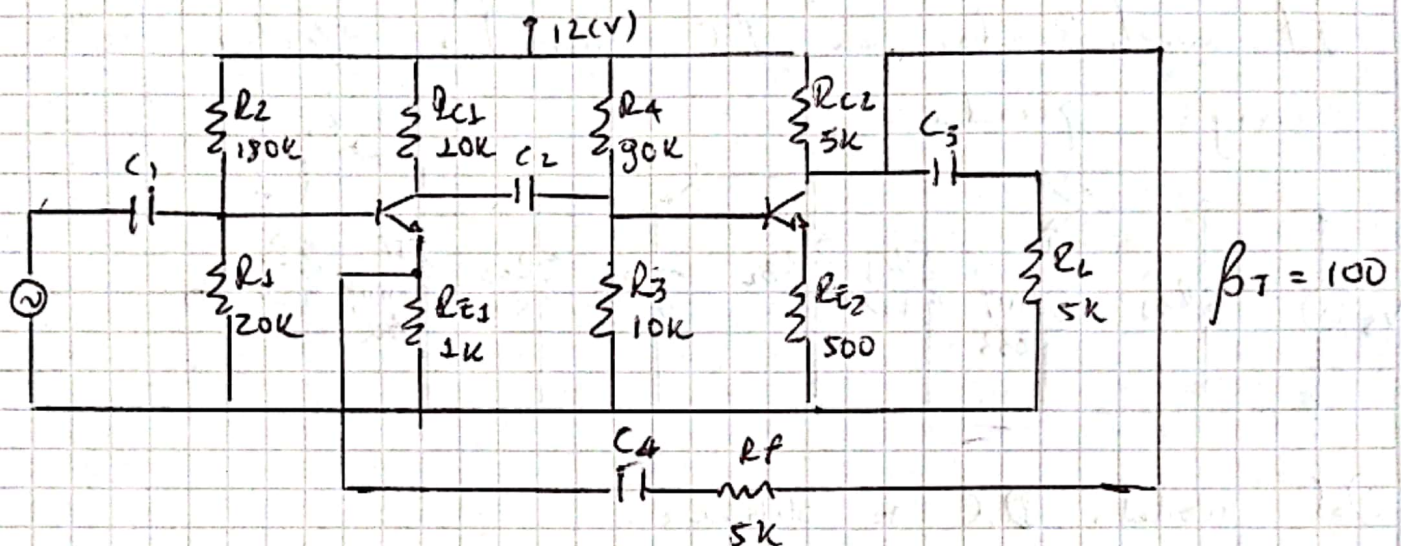 12(V)
R2
180K
RC1
10K
R4
90K
RC2
5K
C1
C2
C3
R1
20K
RE1
1K
R3
10K
RE2
500
RL
5K
βT = 100
C4
Rf
5K